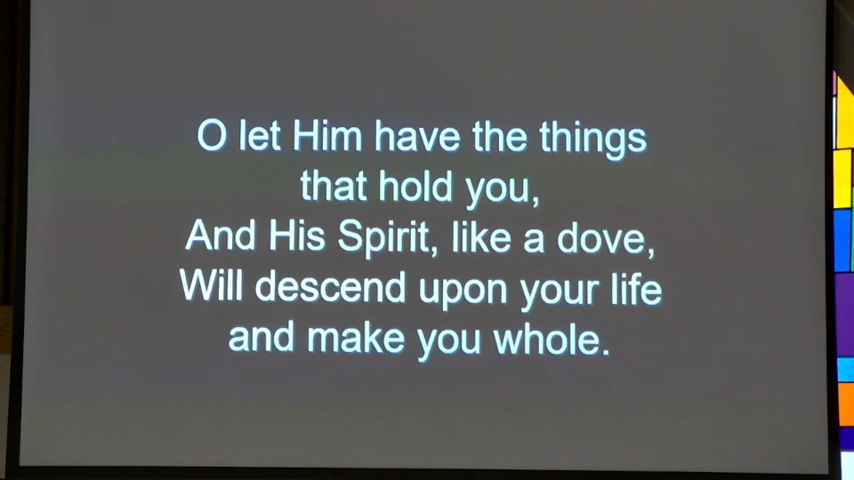 O let Him have the things
that hold you,
And His Spirit, like a dove,
Will descend upon your life
and make you whole.